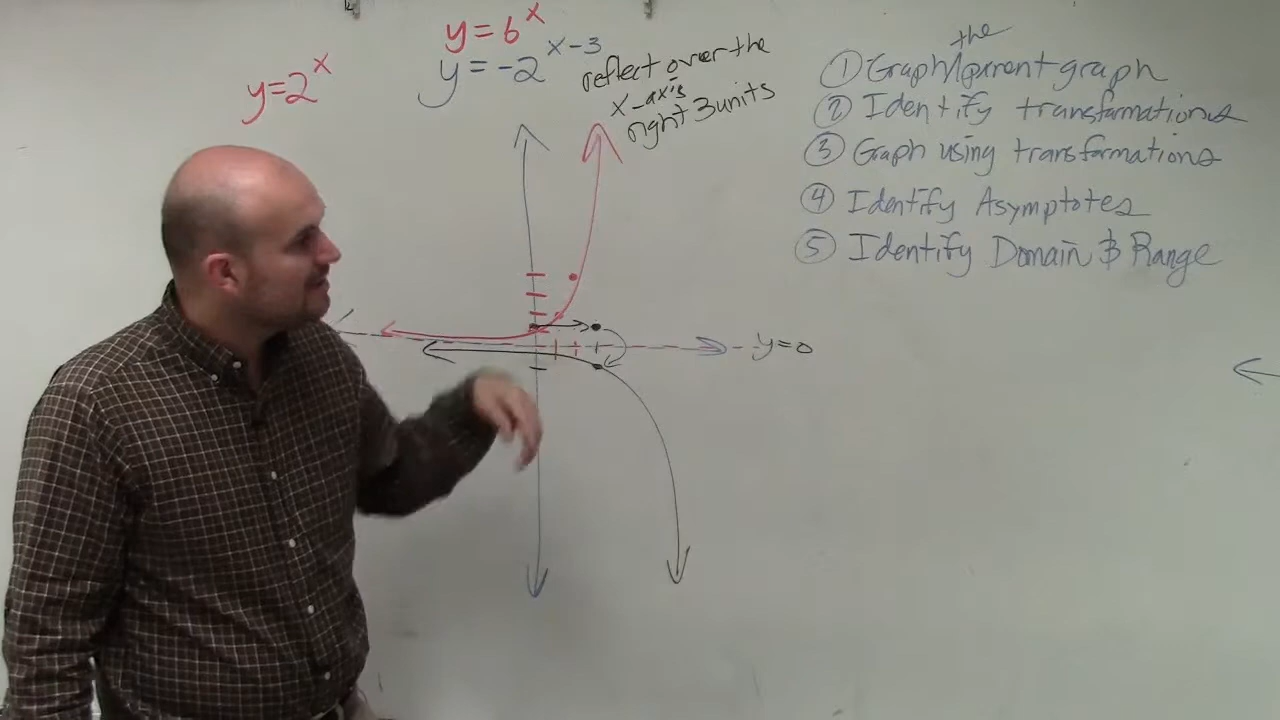 y = b^x
y = 2^x
y = -2^{x-3}
reflect over the
x-axis
right 3 units
the
① Graph parent graph
② Identify transformations
③ Graph using transformations
④ Identify Asymptotes
⑤ Identify Domain & Range
y=0